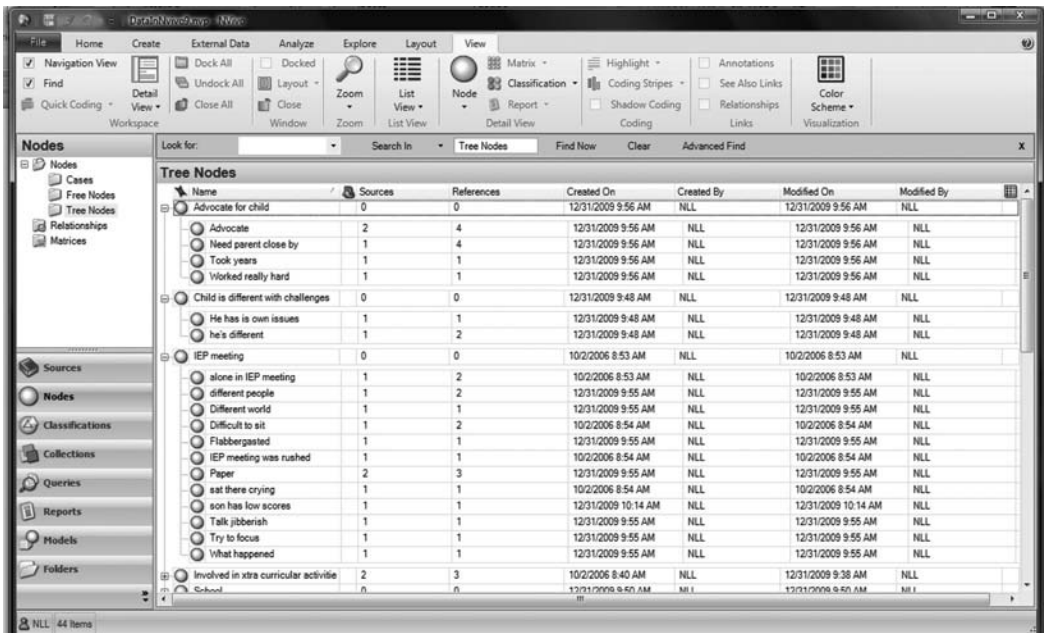 DataInNvivo9.nvp - NVivo
File Home Create External Data Analyze Explore Layout View
Navigation View
Find
Quick Coding
Detail View
Workspace
Dock All
Undock All
Close All
Docked
Layout
Close
Window
Zoom
Zoom
List View
List View
Node
Matrix
Classification
Report
Detail View
Highlight
Coding Stripes
Shadow Coding
Coding
Annotations
See Also Links
Relationships
Links
Color Scheme
Visualization
Nodes
Nodes
Cases
Free Nodes
Tree Nodes
Relationships
Matrices
Sources
Nodes
Classifications
Collections
Queries
Reports
Models
Folders
Look for: Search In Tree Nodes Find Now Clear Advanced Find X
Tree Nodes
Name Sources References Created On Created By Modified On Modified By
Advocate for child 0 0 12/31/2009 9:56 AM NLL 12/31/2009 9:56 AM NLL
Advocate 2 4 12/31/2009 9:56 AM NLL 12/31/2009 9:56 AM NLL
Need parent close by 1 4 12/31/2009 9:56 AM NLL 12/31/2009 9:56 AM NLL
Took years 1 1 12/31/2009 9:56 AM NLL 12/31/2009 9:56 AM NLL
Worked really hard 1 1 12/31/2009 9:56 AM NLL 12/31/2009 9:56 AM NLL
Child is different with challenges 0 0 12/31/2009 9:48 AM NLL 12/31/2009 9:48 AM NLL
He has is own issues 1 1 12/31/2009 9:48 AM NLL 12/31/2009 9:48 AM NLL
he's different 1 2 12/31/2009 9:48 AM NLL 12/31/2009 9:48 AM NLL
IEP meeting 0 0 10/2/2006 8:53 AM NLL 10/2/2006 8:53 AM NLL
alone in IEP meeting 1 2 10/2/2006 8:53 AM NLL 10/2/2006 8:53 AM NLL
different people 1 2 12/31/2009 9:55 AM NLL 12/31/2009 9:55 AM NLL
Different world 1 1 12/31/2009 9:55 AM NLL 12/31/2009 9:55 AM NLL
Difficult to sit 1 2 10/2/2006 8:54 AM NLL 10/2/2006 8:54 AM NLL
Flabbergasted 1 1 12/31/2009 9:55 AM NLL 12/31/2009 9:55 AM NLL
IEP meeting was rushed 1 1 10/2/2006 8:54 AM NLL 10/2/2006 8:54 AM NLL
Paper 2 3 12/31/2009 9:55 AM NLL 12/31/2009 9:55 AM NLL
sat there crying 1 1 10/2/2006 8:54 AM NLL 10/2/2006 8:54 AM NLL
son has low scores 1 1 12/31/2009 10:14 AM NLL 12/31/2009 10:14 AM NLL
Talk jibberish 1 1 12/31/2009 9:55 AM NLL 12/31/2009 9:55 AM NLL
Try to focus 1 1 12/31/2009 9:55 AM NLL 12/31/2009 9:55 AM NLL
What happened 1 1 12/31/2009 9:55 AM NLL 12/31/2009 9:55 AM NLL
Involved in xtra curricular activitie 2 3 10/2/2006 8:40 AM NLL 12/31/2009 9:38 AM NLL
School 0 0 12/31/2009 9:50 AM NLL 12/31/2009 9:50 AM NLL
NLL 44 Items